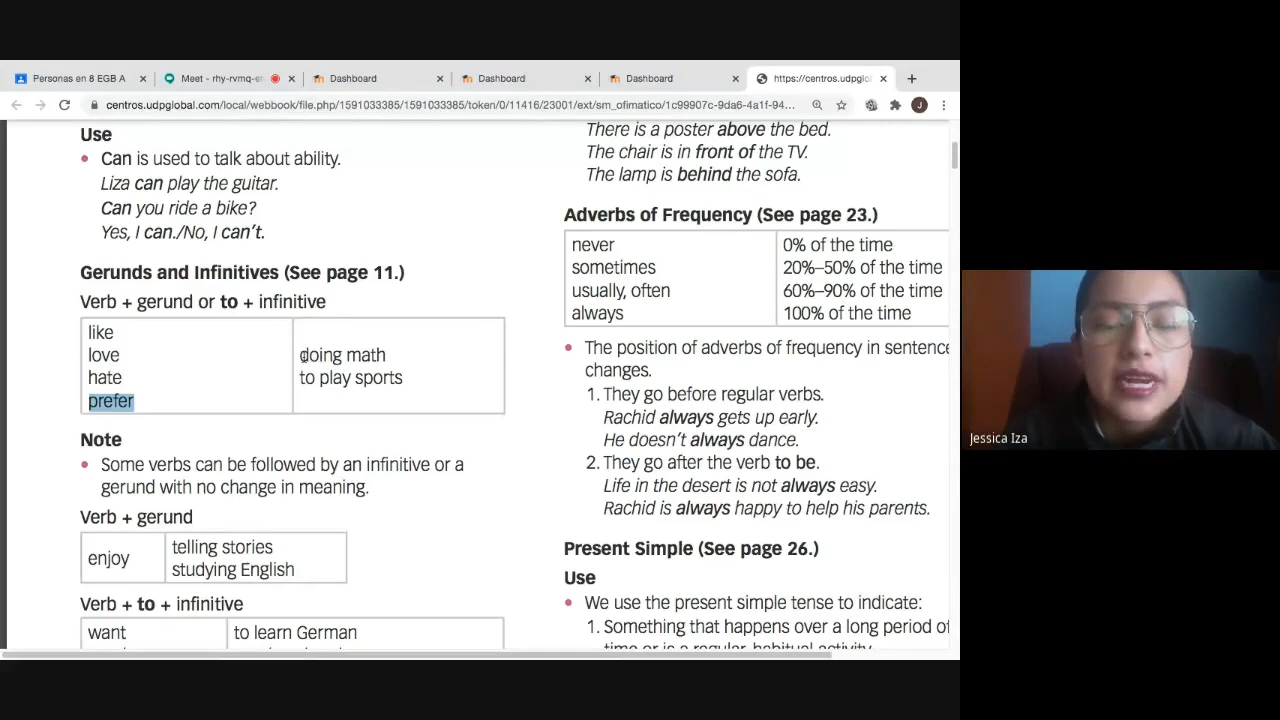 Personas en 8 EGB A
Meet - rhy-rvmq-e
Dashboard
Dashboard
Dashboard
https://centros.udpglo
centros.udpglobal.com/local/webbook/file.php/1591033385/1591033385/token/0/11416/23001/ext/sm_ofimatico/1c99907c-9da6-4a1f-94...
J
Use
• Can is used to talk about ability.
Liza can play the guitar.
Can you ride a bike?
Yes, I can./No, I can't.
Gerunds and Infinitives (See page 11.)
Verb + gerund or to + infinitive
like
love
hate
prefer
doing math
to play sports
Note
• Some verbs can be followed by an infinitive or a
gerund with no change in meaning.
Verb + gerund
enjoy
telling stories
studying English
Verb + to + infinitive
want
to learn German
There is a poster above the bed.
The chair is in front of the TV.
The lamp is behind the sofa.
Adverbs of Frequency (See page 23.)
never 0% of the time
sometimes 20%–50% of the time
usually, often 60%–90% of the time
always 100% of the time
• The position of adverbs of frequency in sentence
changes.
1. They go before regular verbs.
Rachid always gets up early.
He doesn't always dance.
2. They go after the verb to be.
Life in the desert is not always easy.
Rachid is always happy to help his parents.
Present Simple (See page 26.)
Use
• We use the present simple tense to indicate:
1. Something that happens over a long period of
time or is a regular, habitual activity.
Jessica Iza